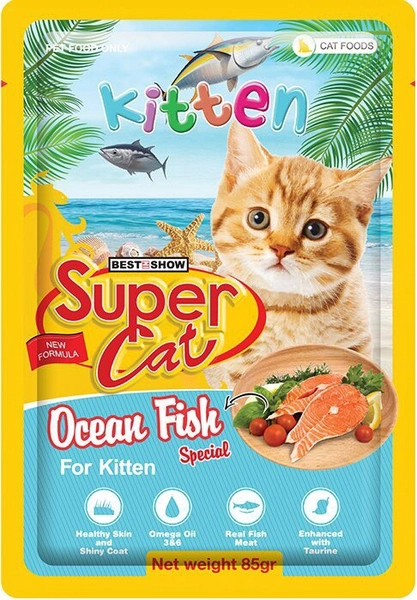 PET FOOD ONLY
CAT FOODS
kitten
BEST IN SHOW
Super
Cat
NEW
FORMULA
Ocean Fish
Special
For Kitten
Healthy Skin
and
Shiny Coat
Omega Oil
3&6
Real Fish
Meat
Enhanced
with
Taurine
Net weight 85gr